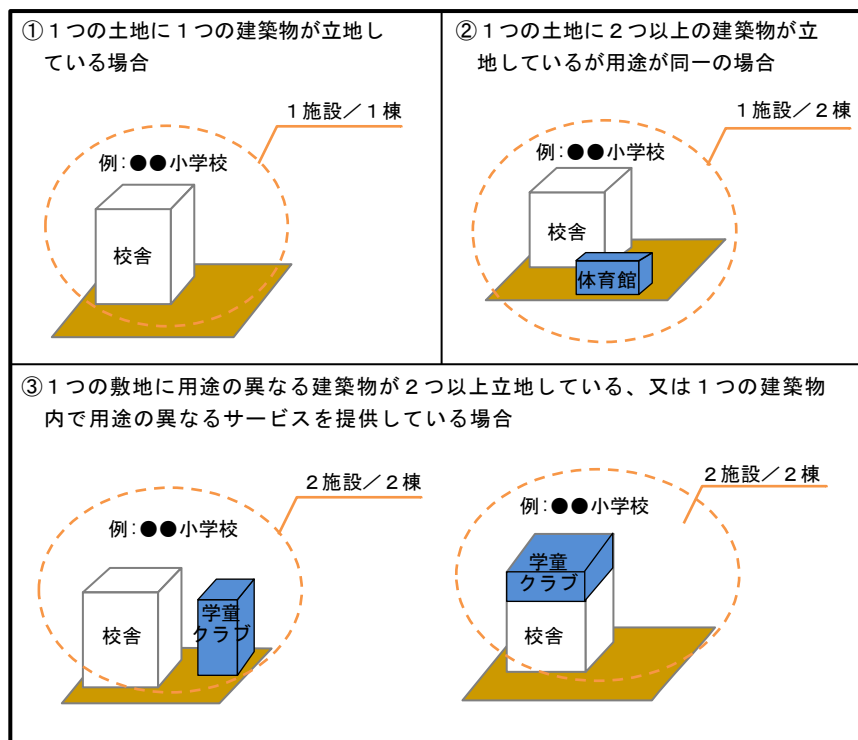 ①１つの土地に１つの建築物が立地し
ている場合
１施設／１棟
例：●●小学校
校舎
②１つの土地に２つ以上の建築物が立
地しているが用途が同一の場合
１施設／２棟
例：●●小学校
校舎
体育館
③１つの敷地に用途の異なる建築物が２つ以上立地している、又は１つの建築物
内で用途の異なるサービスを提供している場合
２施設／２棟
例：●●小学校
校舎
学童
クラブ
２施設／２棟
例：●●小学校
学童
クラブ
校舎